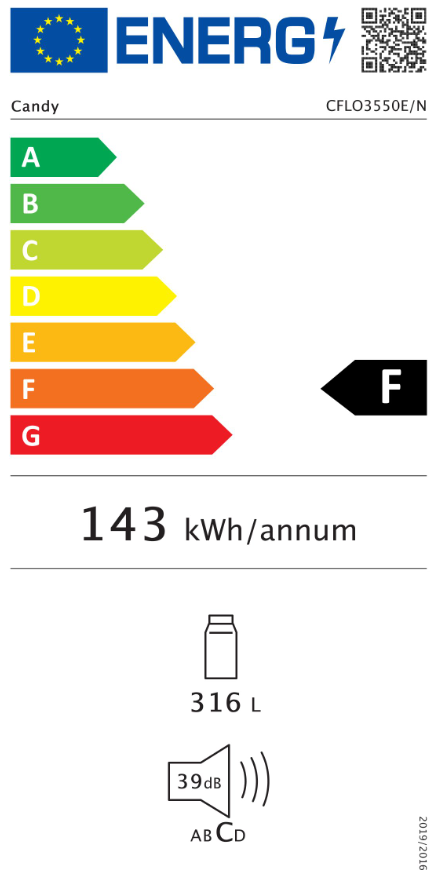 ENERG
Candy CFLO3550E/N
A
B
C
D
E
F
F
G
143 kWh/annum
316 L
39dB
ABCD
2019/2016